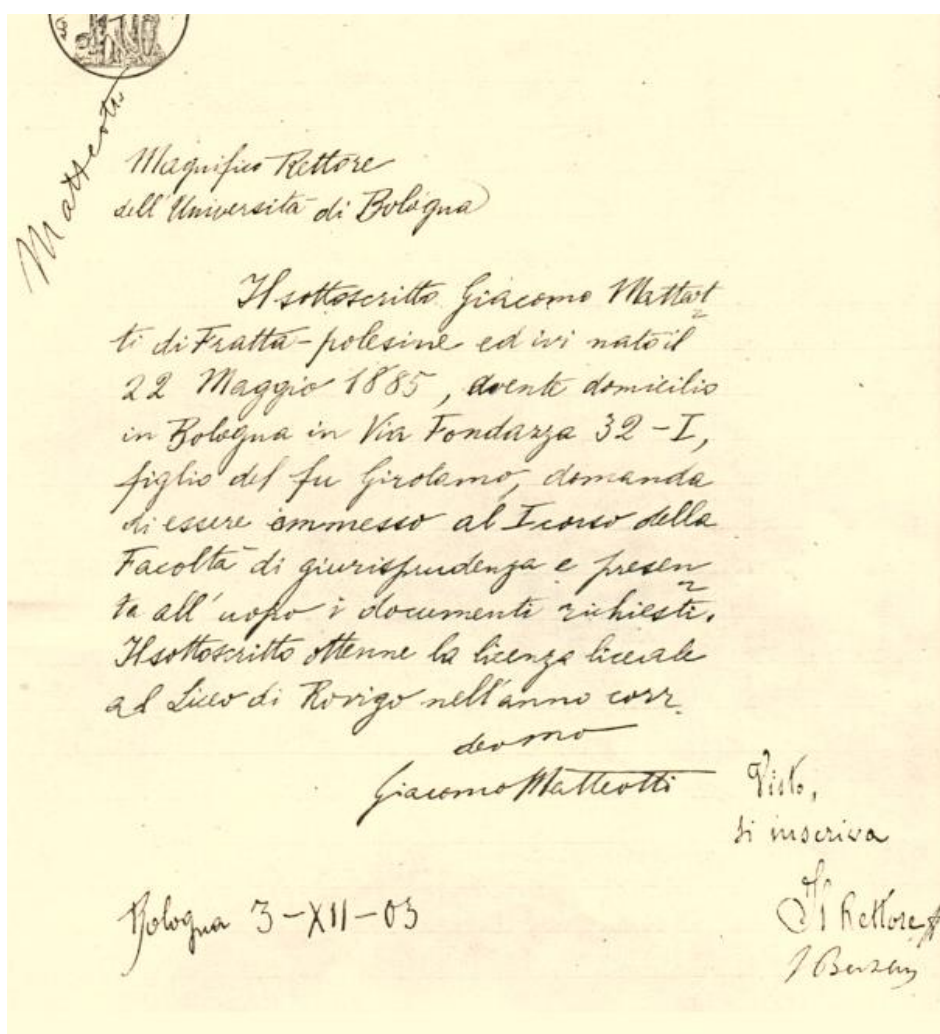 Matteotti
Magnifico Rettore
dell'Università di Bologna
Il sottoscritto Giacomo Matteot
ti di Fratta-polesine ed ivi nato il
22 Maggio 1885, avente domicilio
in Bologna in Via Fondazza 32-I,
figlio del fu Girolamo, domanda
di essere immesso al I corso della
Facoltà di giurisprudenza e presen
ta all'uopo i documenti richiesti.
Il sottoscritto ottenne la licenza liceale
al Liceo di Rovigo nell'anno corr.
devmo
Giacomo Matteotti
Visto,
si inscriva
Il Rettore
Bologna 3-XII-03